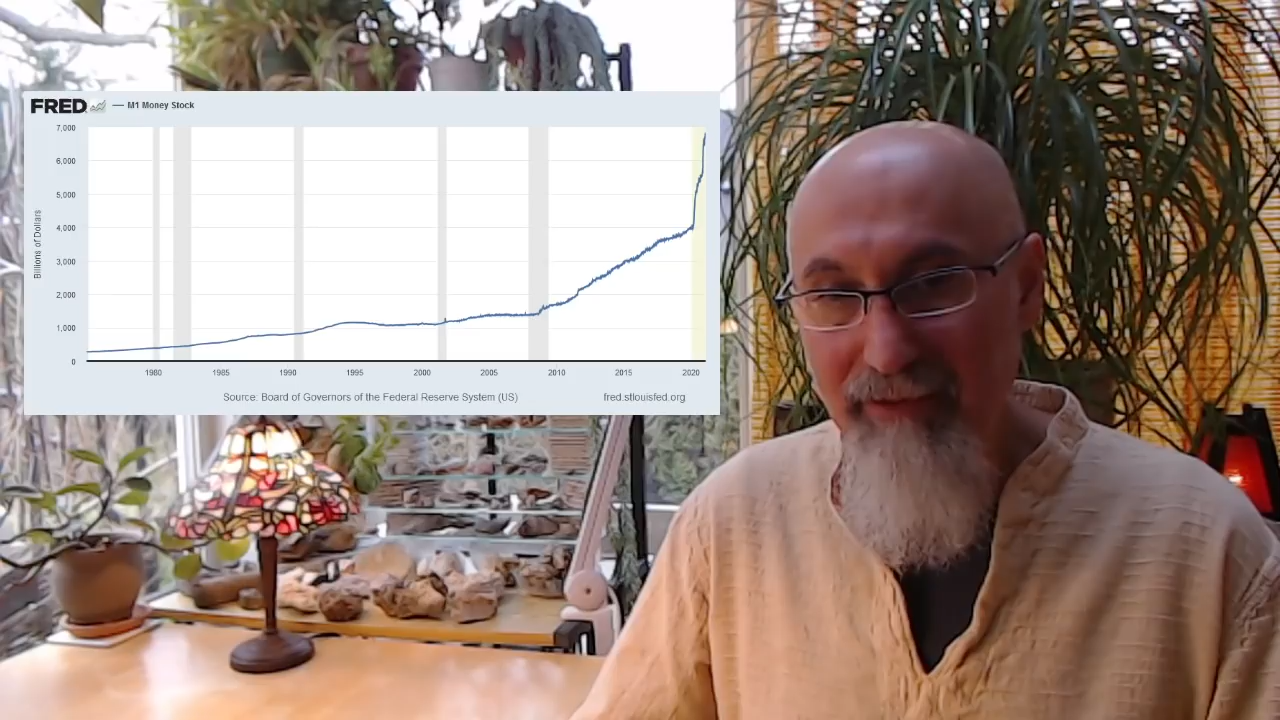 FRED — M1 Money Stock
7,000
6,000
5,000
4,000
3,000
2,000
1,000
0
Billions of Dollars
1980 1985 1990 1995 2000 2005 2010 2015 2020
Source: Board of Governors of the Federal Reserve System (US) fred.stlouisfed.org